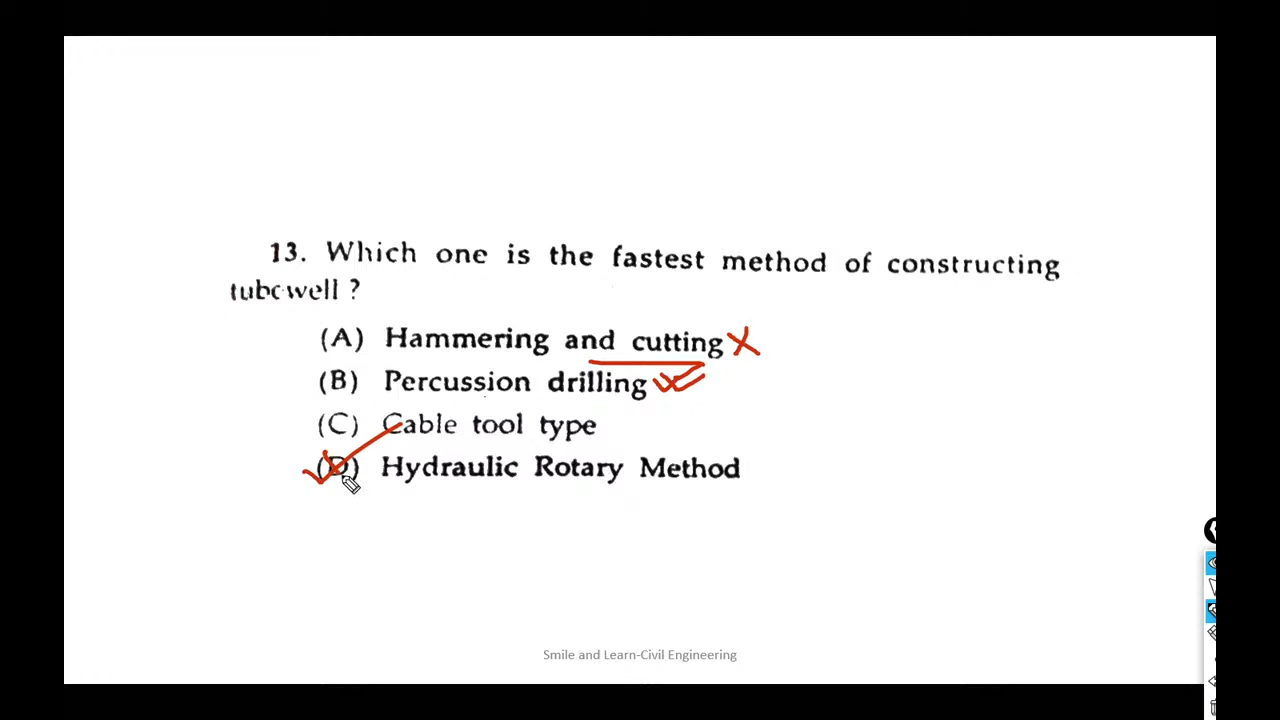 13. Which one is the fastest method of constructing
tubewell ?
(A) Hammering and cutting
(B) Percussion drilling
(C) Cable tool type
(D) Hydraulic Rotary Method
Smile and Learn-Civil Engineering